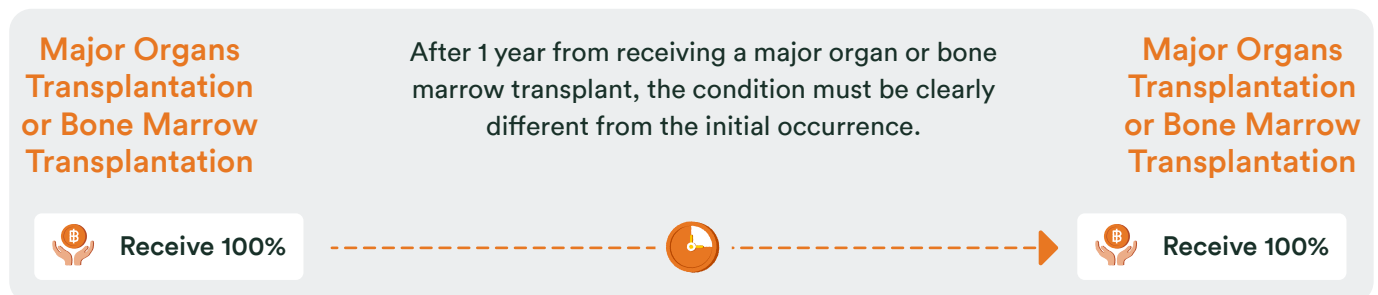 Major Organs
Transplantation
or Bone Marrow
Transplantation
After 1 year from receiving a major organ or bone
marrow transplant, the condition must be clearly
different from the initial occurrence.
Major Organs
Transplantation
or Bone Marrow
Transplantation
฿ Receive 100%
฿ Receive 100%